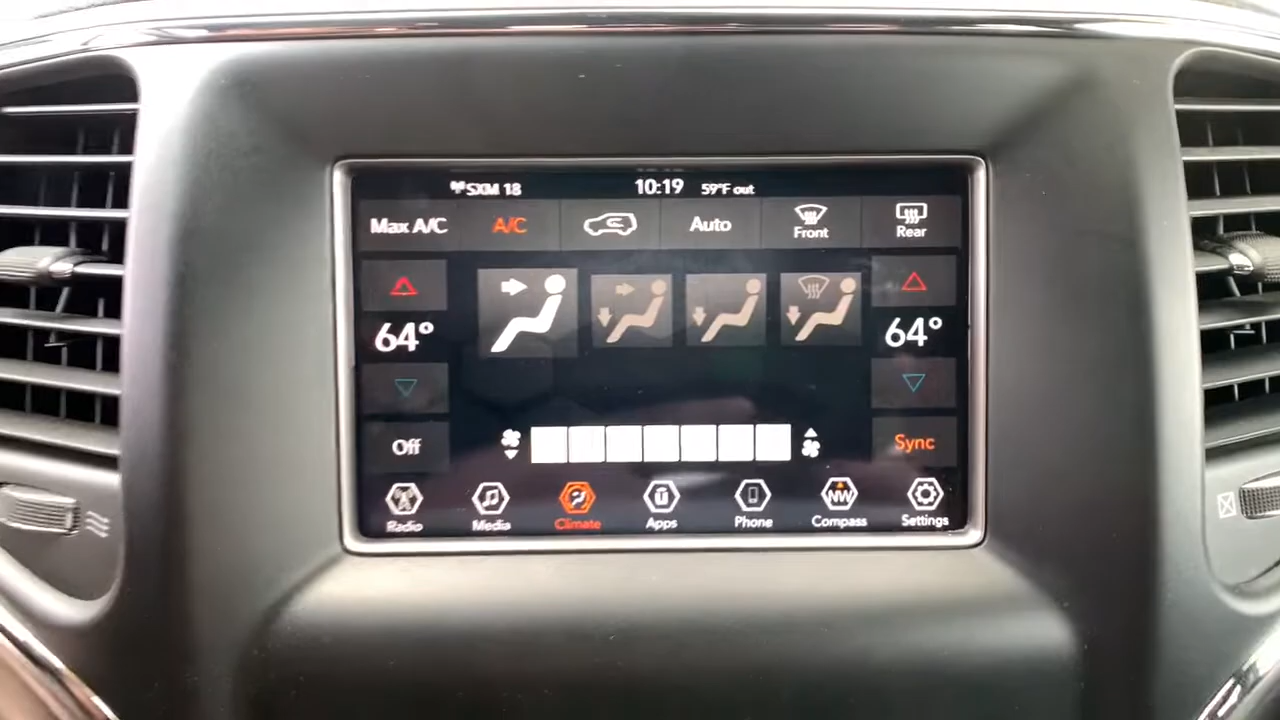 SXM 18 10:19 59°F out
Max A/C A/C Auto Front Rear
64° 64°
Off Sync
Radio Media Climate Apps Phone NW Compass Settings